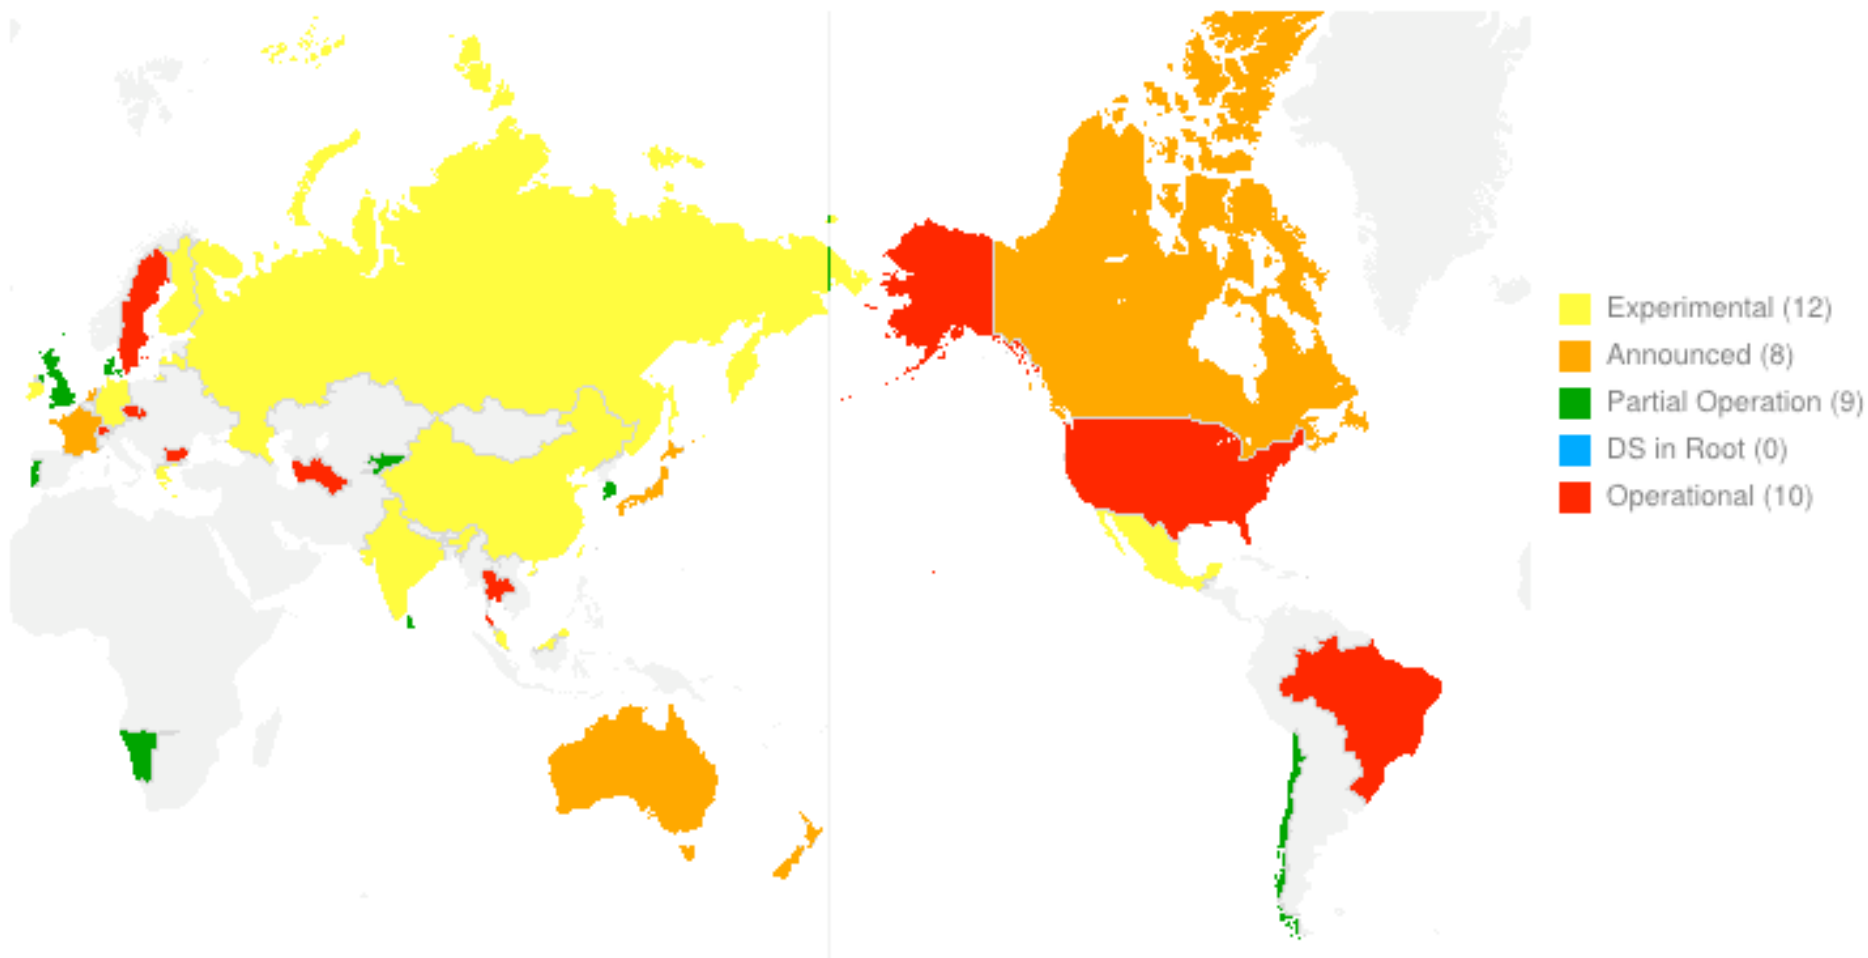 Experimental (12)
Announced (8)
Partial Operation (9)
DS in Root (0)
Operational (10)